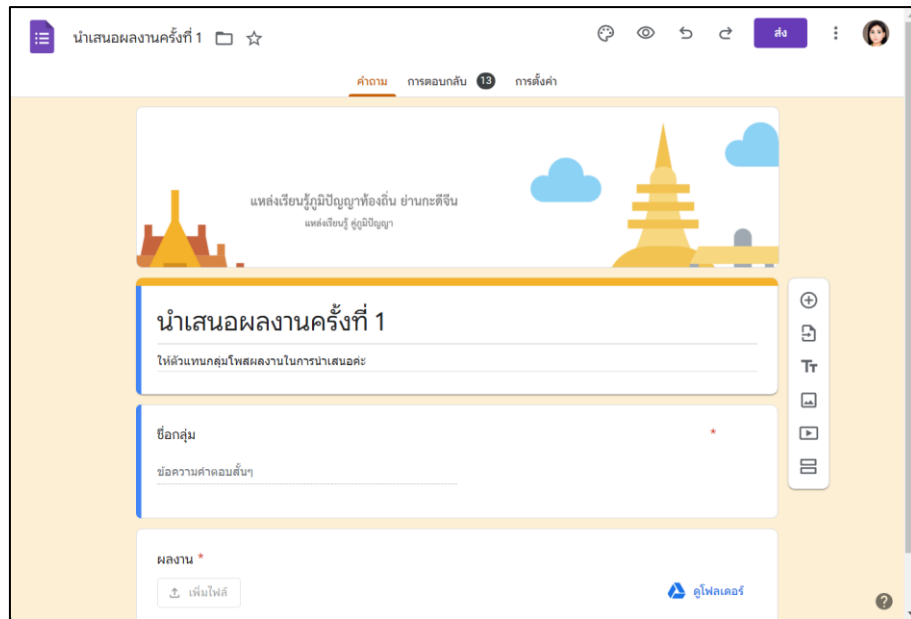 นำเสนอผลงานครั้งที่ 1
ส่ง
คำถาม การตอบกลับ 13 การตั้งค่า
แหล่งเรียนรู้ภูมิปัญญาท้องถิ่น ย่านกะดีจีน
แหล่งเรียนรู้ คู่ภูมิปัญญา
นำเสนอผลงานครั้งที่ 1
ให้ตัวแทนกลุ่มโพสผลงานในการนำเสนอค่ะ
Tт
ชื่อกลุ่ม *
ข้อความคำตอบสั้นๆ
ผลงาน *
เพิ่มไฟล์
ดูโฟลเดอร์